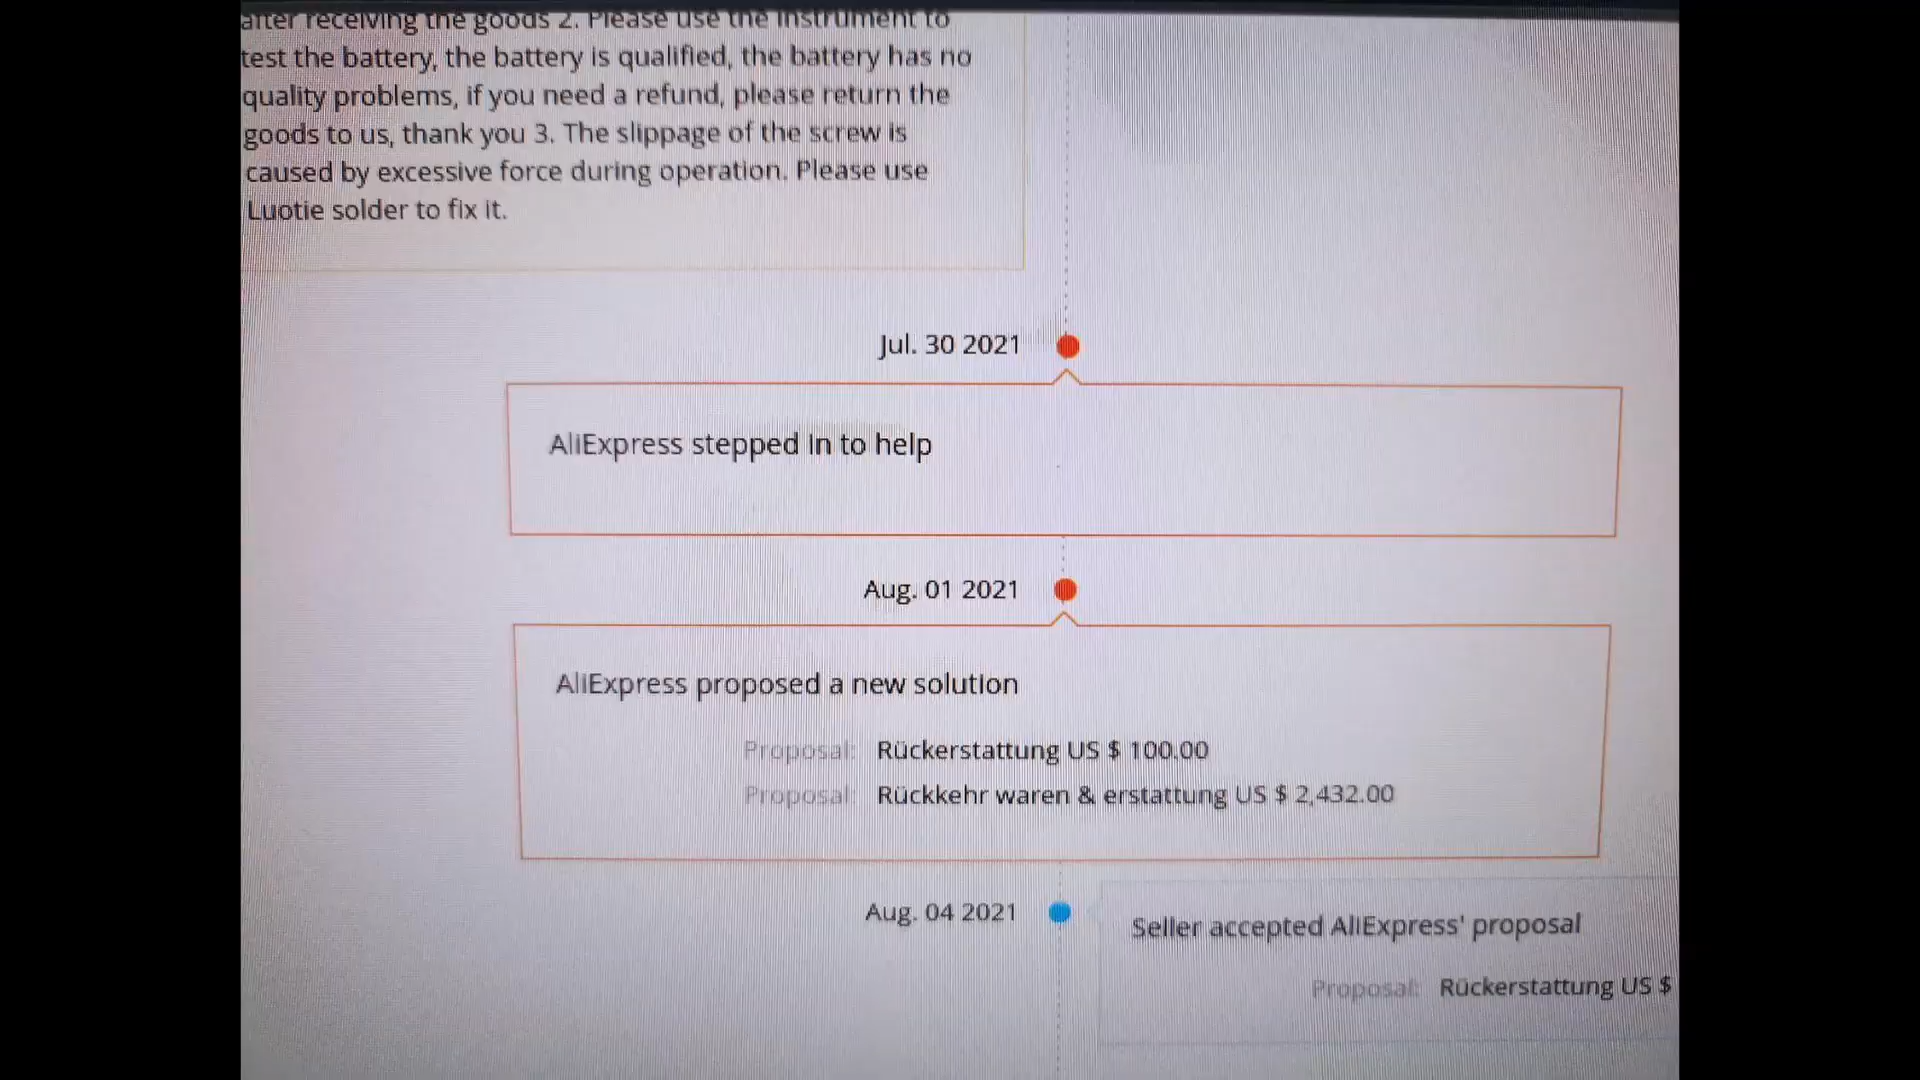 after receiving the goods 2. Please use the instrument to
test the battery, the battery is qualified, the battery has no
quality problems, if you need a refund, please return the
goods to us, thank you 3. The slippage of the screw is
caused by excessive force during operation. Please use
Luotie solder to fix it.
Jul. 30 2021
AliExpress stepped in to help
Aug. 01 2021
AliExpress proposed a new solution
Proposal: Rückerstattung US $ 100.00
Proposal: Rückkehr waren & erstattung US $ 2,432.00
Aug. 04 2021
Seller accepted AliExpress' proposal
Proposal: Rückerstattung US $